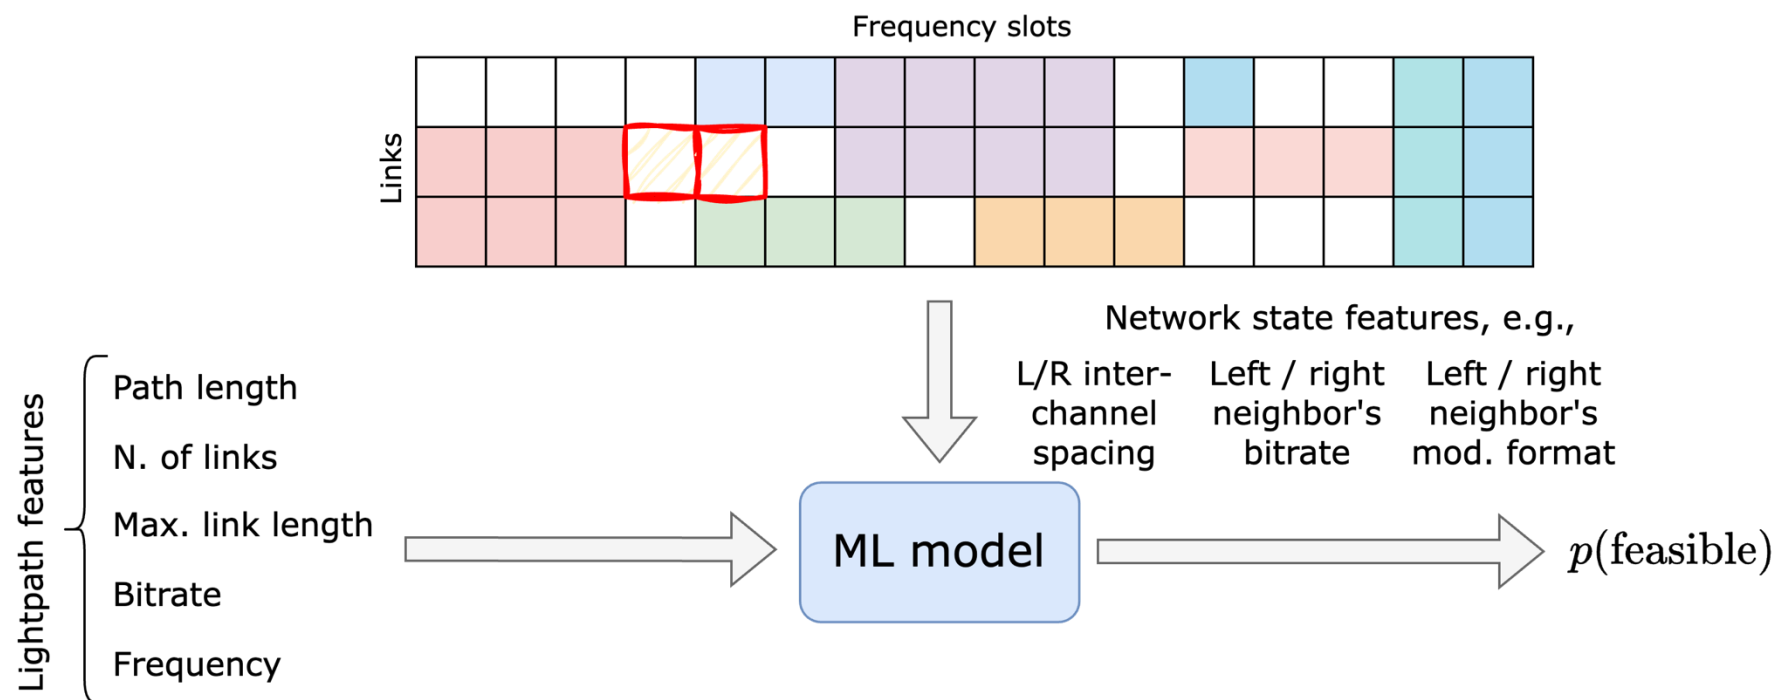 Frequency slots
Links
Network state features, e.g.,
L/R inter-
channel
spacing
Left / right
neighbor's
bitrate
Left / right
neighbor's
mod. format
Lightpath features
Path length
N. of links
Max. link length
Bitrate
Frequency
ML model
p(feasible)